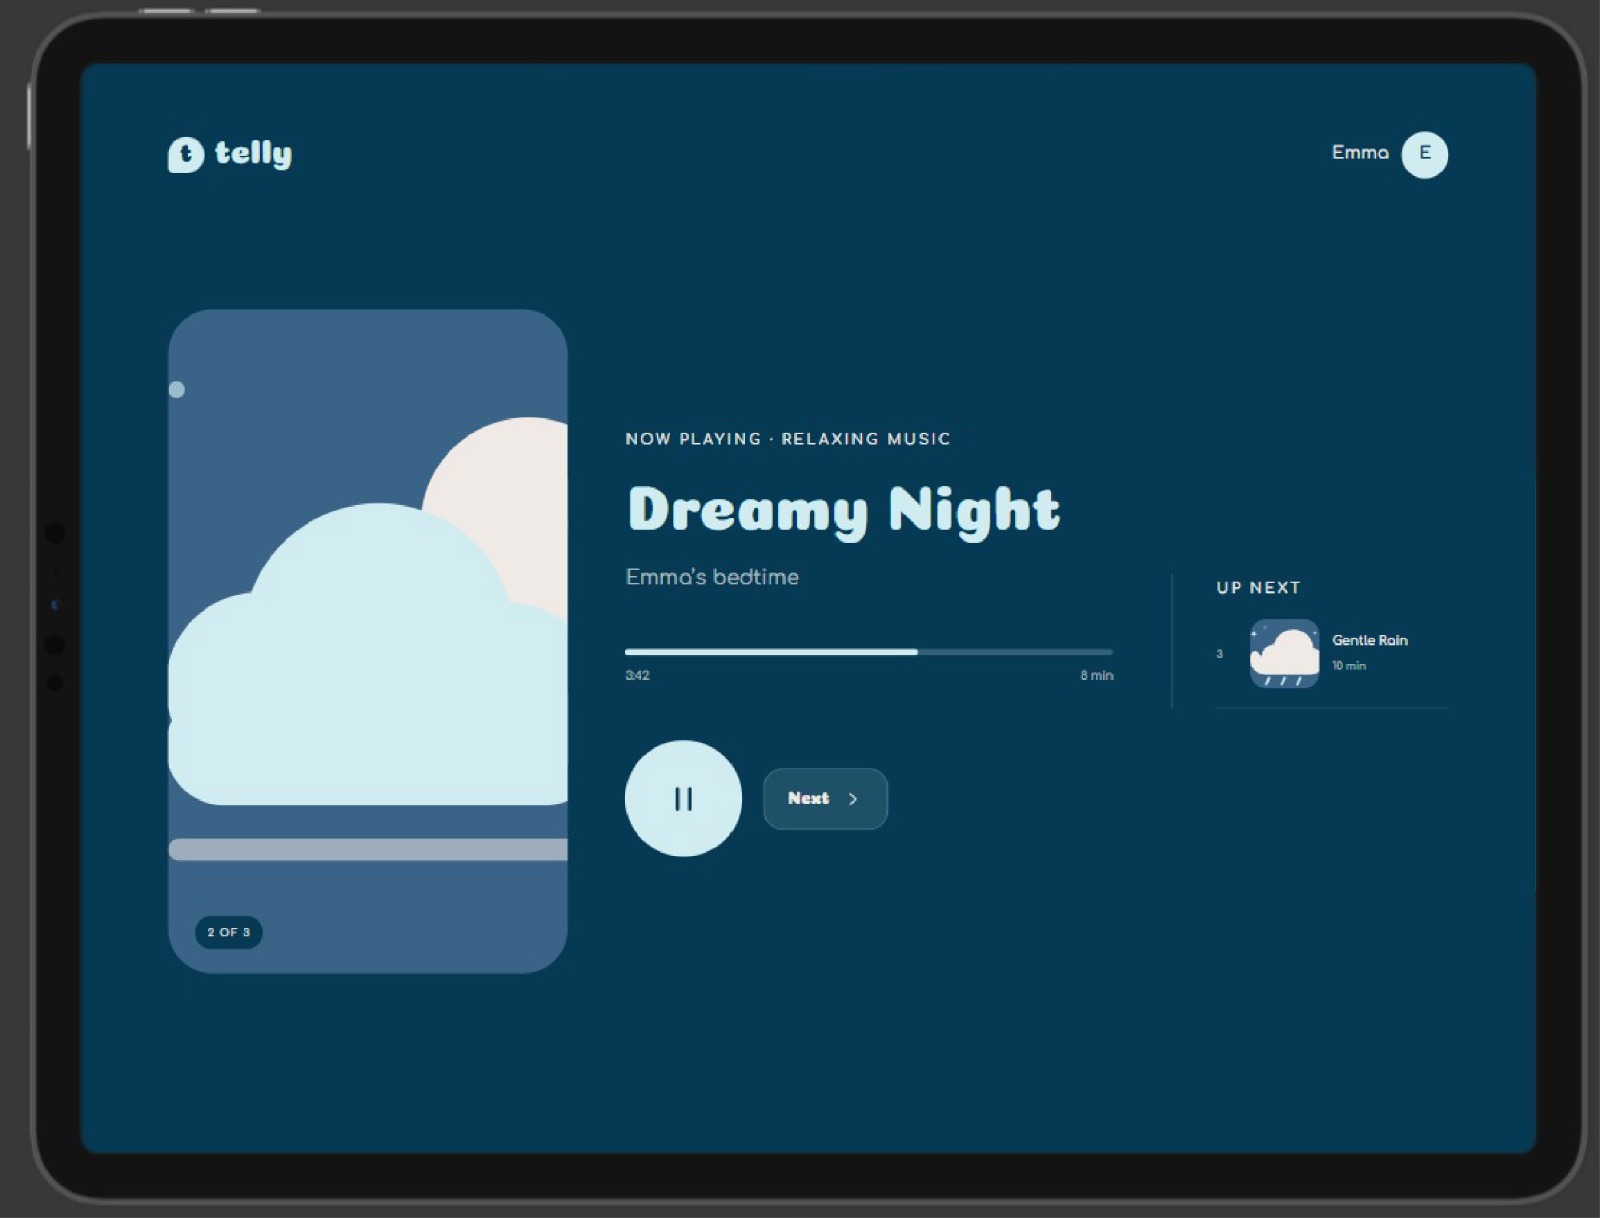 t telly
Emma E
NOW PLAYING · RELAXING MUSIC
Dreamy Night
Emma's bedtime
3:42
8 min
Next
2 OF 3
UP NEXT
3
Gentle Rain
10 min